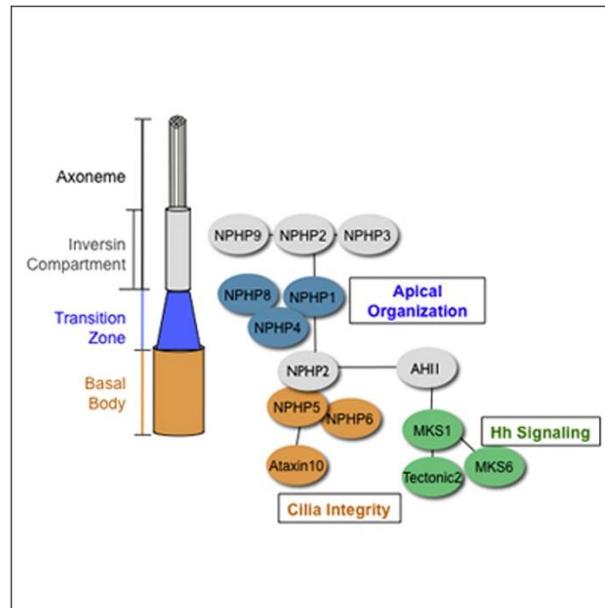 Axoneme
Inversin
Compartment
Transition
Zone
Basal
Body
NPHP9
NPHP2
NPHP3
NPHP8
NPHP1
NPHP4
Apical
Organization
NPHP2
AHI1
NPHP5
NPHP6
Ataxin10
MKS1
Tectonic2
MKS6
Hh Signaling
Cilia Integrity